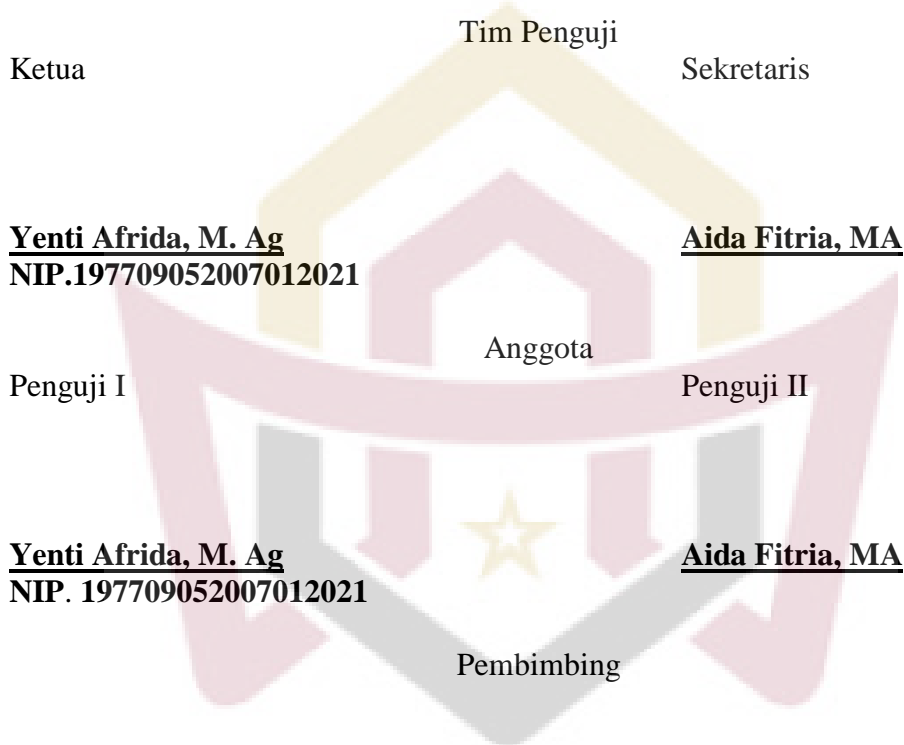 Tim Penguji
Ketua Sekretaris
Yenti Afrida, M. Ag Aida Fitria, MA
NIP.197709052007012021
Anggota
Penguji I Penguji II
Yenti Afrida, M. Ag Aida Fitria, MA
NIP. 197709052007012021
Pembimbing